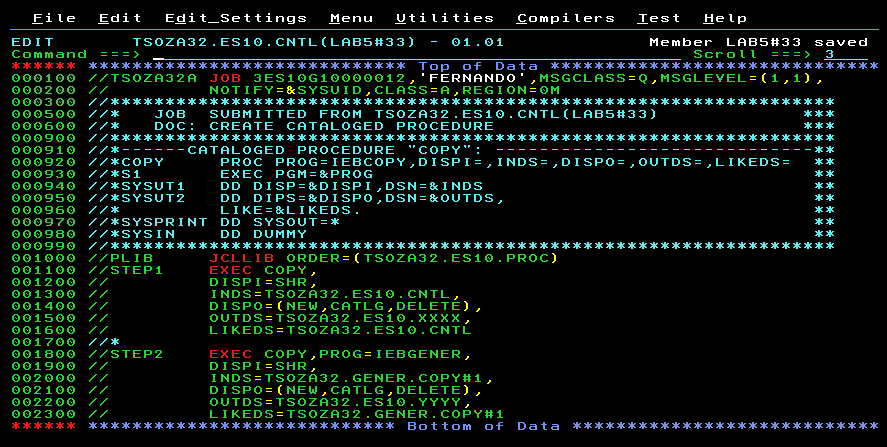 File  Edit  Edit_Settings  Menu  Utilities  Compilers  Test  Help
EDIT       TSOZA32.ES10.CNTL(LAB5#33) - 01.01             Member LAB5#33 saved
Command ===>                                                  Scroll ===> 3
****** **************************** Top of Data ******************************
000100 //TSOZA32A JOB 3ES10G10000012,'FERNANDO',MSGCLASS=Q,MSGLEVEL=(1,1),
000200 //         NOTIFY=&SYSUID,CLASS=A,REGION=0M
000300 //******************************************************************
000500 //*   JOB  SUBMITTED FROM TSOZA32.ES10.CNTL(LAB5#33)             ***
000600 //*   DOC: CREATE CATALOGED PROCEDURE                            ***
000900 //******************************************************************
000910 //*------CATALOGED PROCEDURE "COPY": -----------------------------**
000920 //*COPY     PROC PROG=IEBCOPY,DISPI=,INDS=,DISPO=,OUTDS=,LIKEDS=  **
000930 //*S1       EXEC PGM=&PROG                                        **
000940 //*SYSUT1   DD DISP=&DISPI,DSN=&INDS                              **
000950 //*SYSUT2   DD DIPS=&DISPO,DSN=&OUTDS,                            **
000960 //*         LIKE=&LIKEDS.                                         **
000970 //*SYSPRINT DD SYSOUT=*                                           **
000980 //*SYSIN    DD DUMMY                                              **
000990 //******************************************************************
001000 //PLIB     JCLLIB ORDER=(TSOZA32.ES10.PROC)
001100 //STEP1    EXEC COPY,
001200 //         DISPI=SHR,
001300 //         INDS=TSOZA32.ES10.CNTL,
001400 //         DISPO=(NEW,CATLG,DELETE),
001500 //         OUTDS=TSOZA32.ES10.XXXX,
001600 //         LIKEDS=TSOZA32.ES10.CNTL
001700 //*
001800 //STEP2    EXEC COPY,PROG=IEBGENER,
001900 //         DISPI=SHR,
002000 //         INDS=TSOZA32.GENER.COPY#1,
002100 //         DISPO=(NEW,CATLG,DELETE),
002200 //         OUTDS=TSOZA32.ES10.YYYY,
002300 //         LIKEDS=TSOZA32.GENER.COPY#1
****** **************************** Bottom of Data ****************************